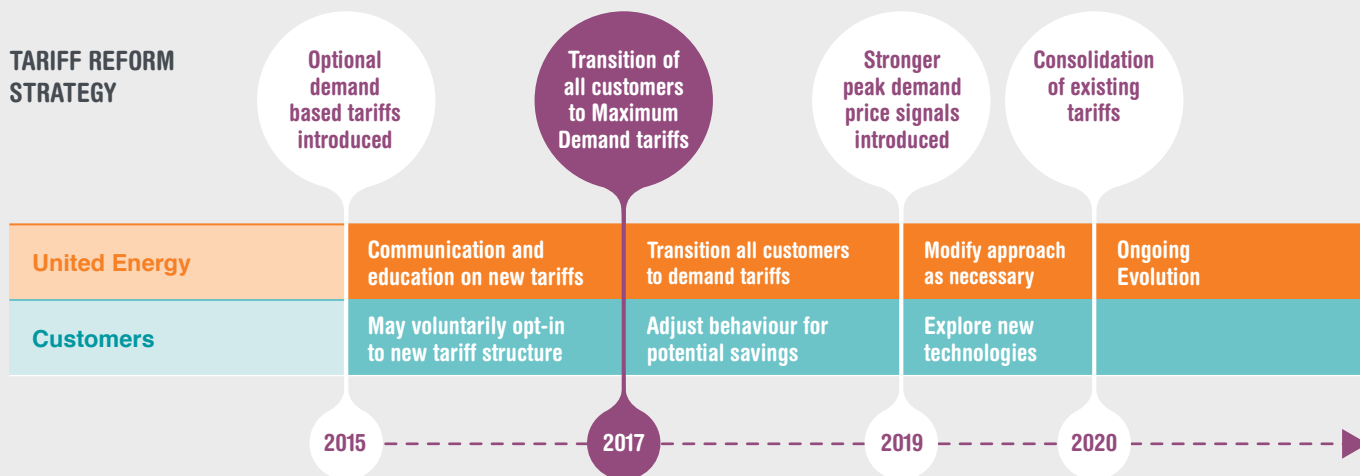 TARIFF REFORM
STRATEGY
Optional
demand
based tariffs
introduced
Transition of
all customers
to Maximum
Demand tariffs
Stronger
peak demand
price signals
introduced
Consolidation
of existing
tariffs
United Energy
Communication and
education on new tariffs
Transition all customers
to demand tariffs
Modify approach
as necessary
Ongoing
Evolution
Customers
May voluntarily opt-in
to new tariff structure
Adjust behaviour for
potential savings
Explore new
technologies
2015
2017
2019
2020